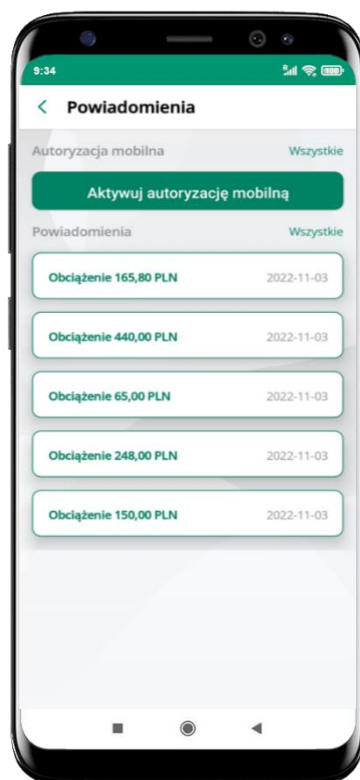 9:34
Powiadomienia
Autoryzacja mobilna Wszystkie
Aktywuj autoryzację mobilną
Powiadomienia Wszystkie
Obciążenie 165,80 PLN 2022-11-03
Obciążenie 440,00 PLN 2022-11-03
Obciążenie 65,00 PLN 2022-11-03
Obciążenie 248,00 PLN 2022-11-03
Obciążenie 150,00 PLN 2022-11-03